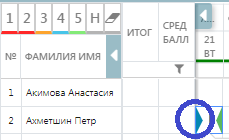 1 2 3 4 5 Н
ИТОГ
СРЕД БАЛЛ
21
ВТ
№ ФАМИЛИЯ ИМЯ
1 Акимова Анастасия
2 Ахметшин Петр